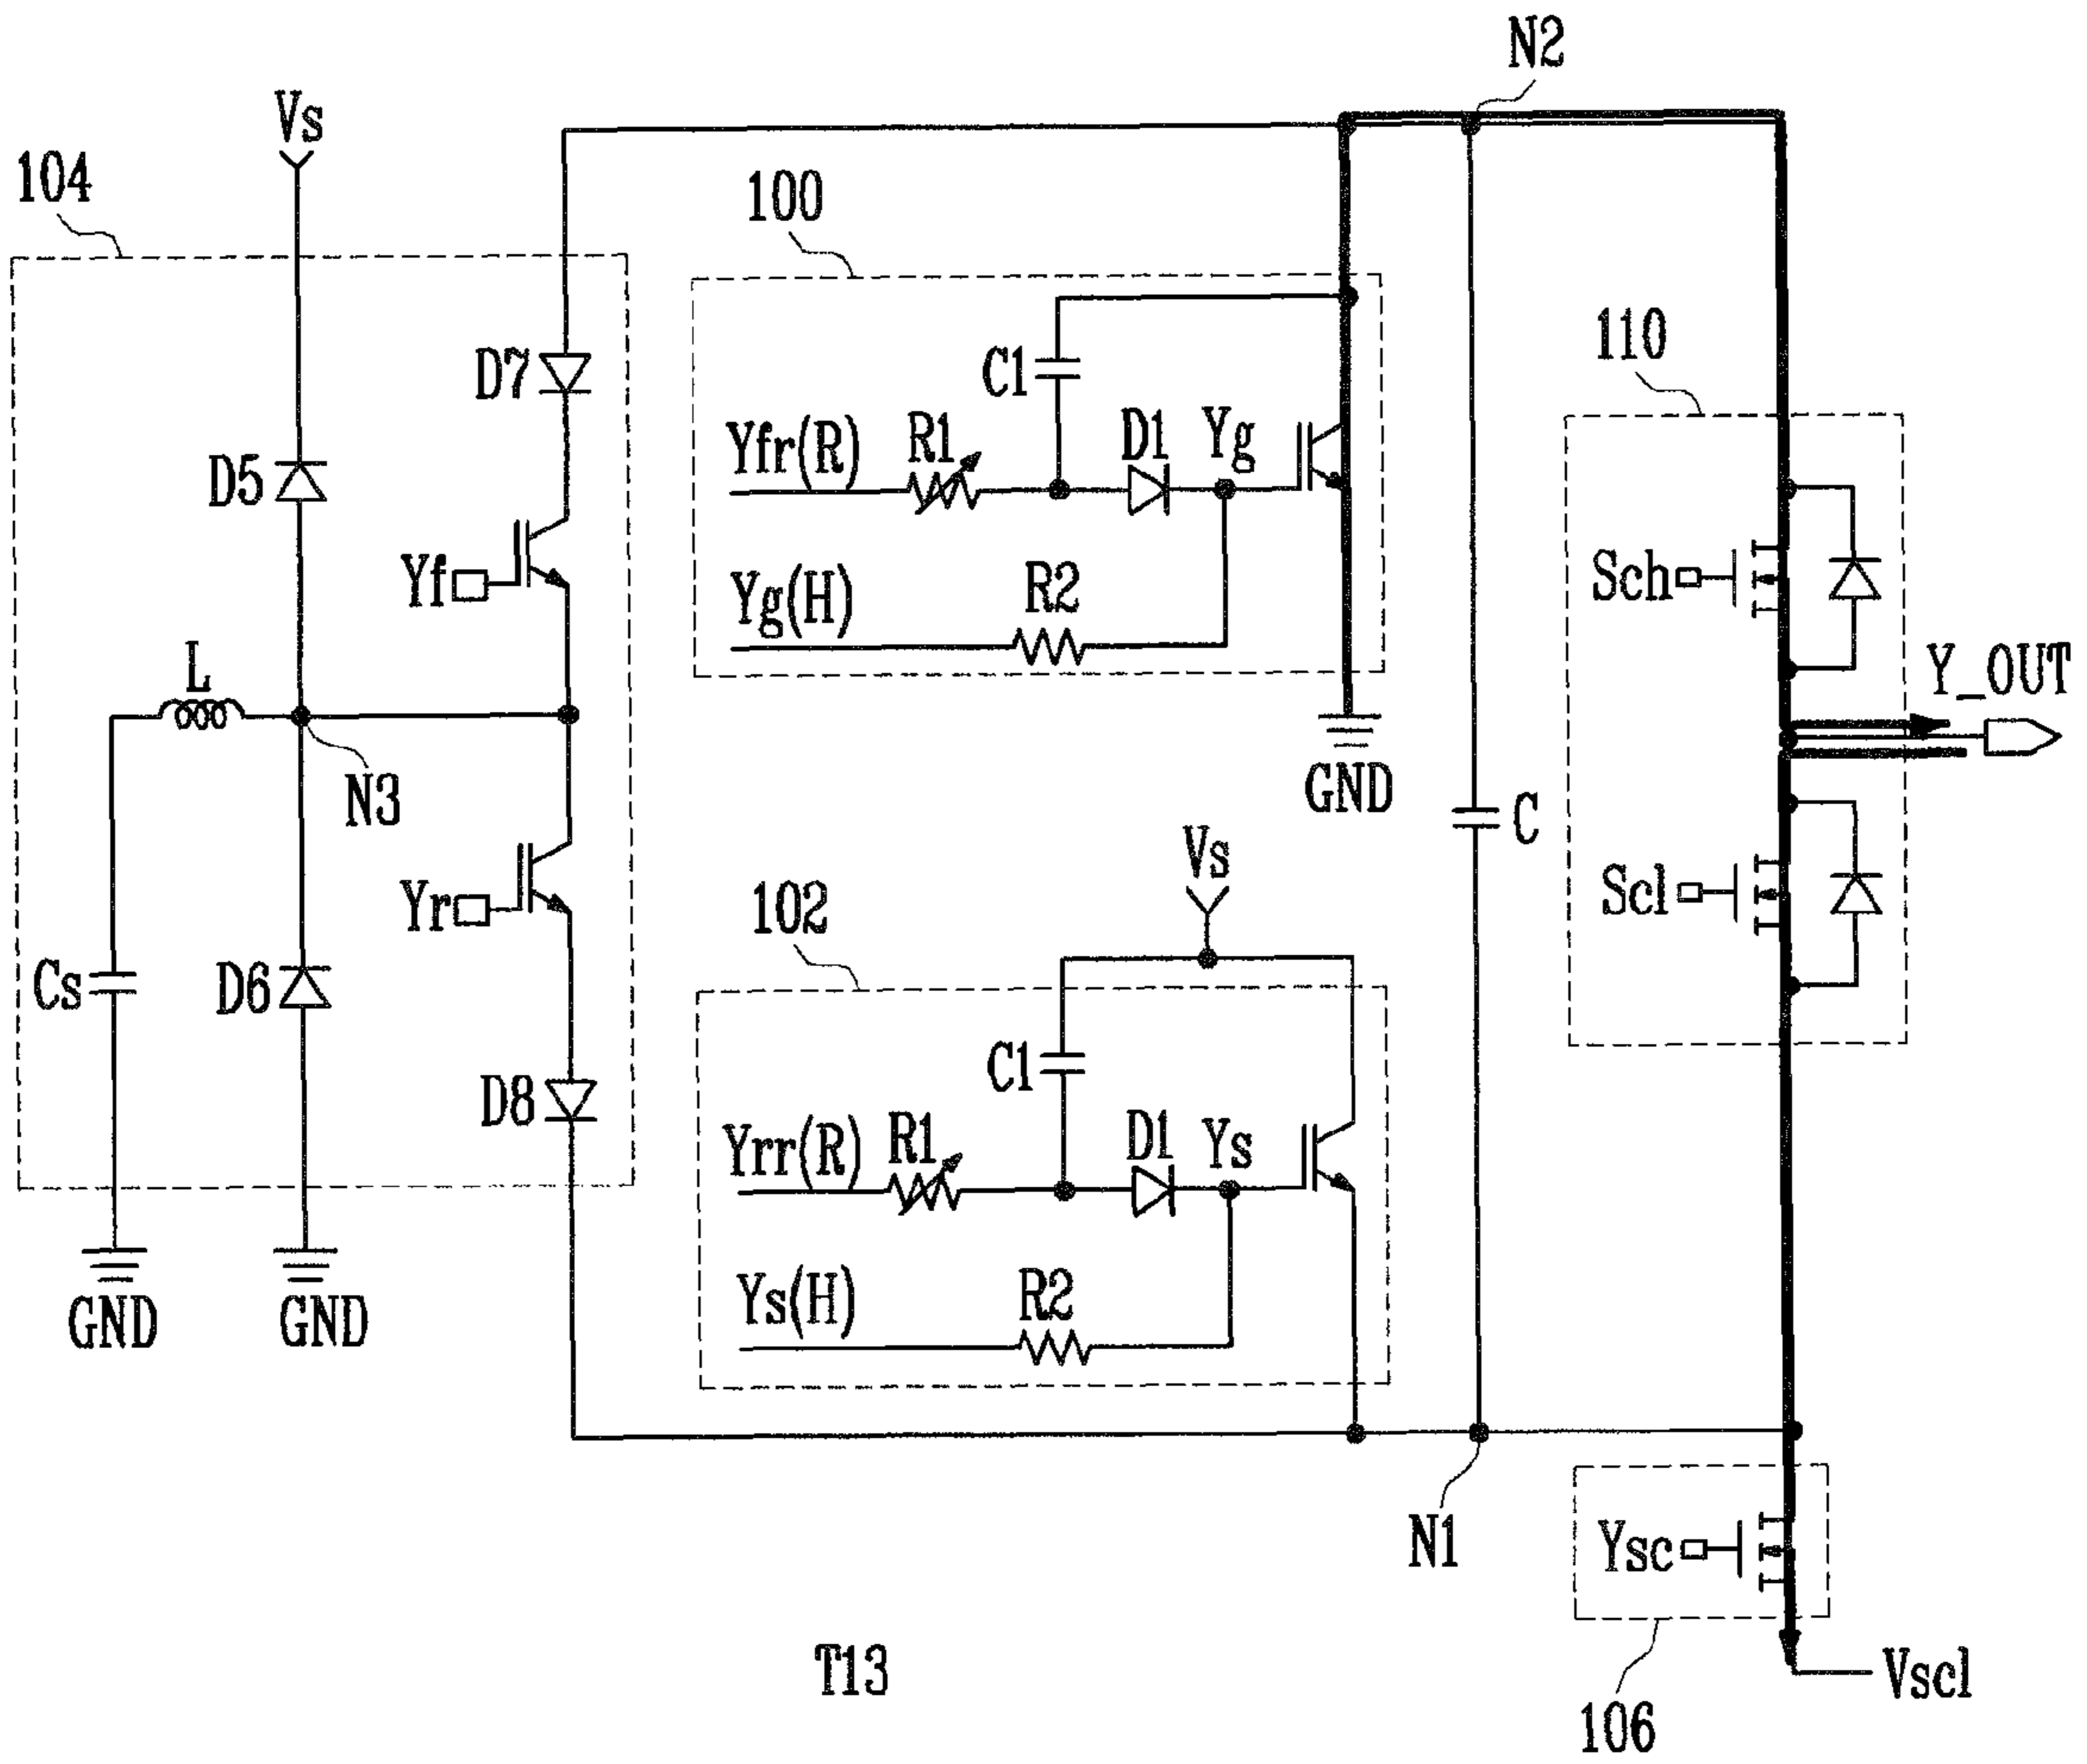 N2
Vs
104
100
110
D7
C1
Yfr(R)
R1
D1
Yg
D5
Yf
Sch
Yg(H)
R2
L
Y_OUT
N3
GND
C
Vs
Yr
102
Scl
Cs
D6
C1
D8
Yrr(R)
R1
D1
Ys
Ys(H)
R2
GND
GND
N1
Ysc
T13
Vscl
106